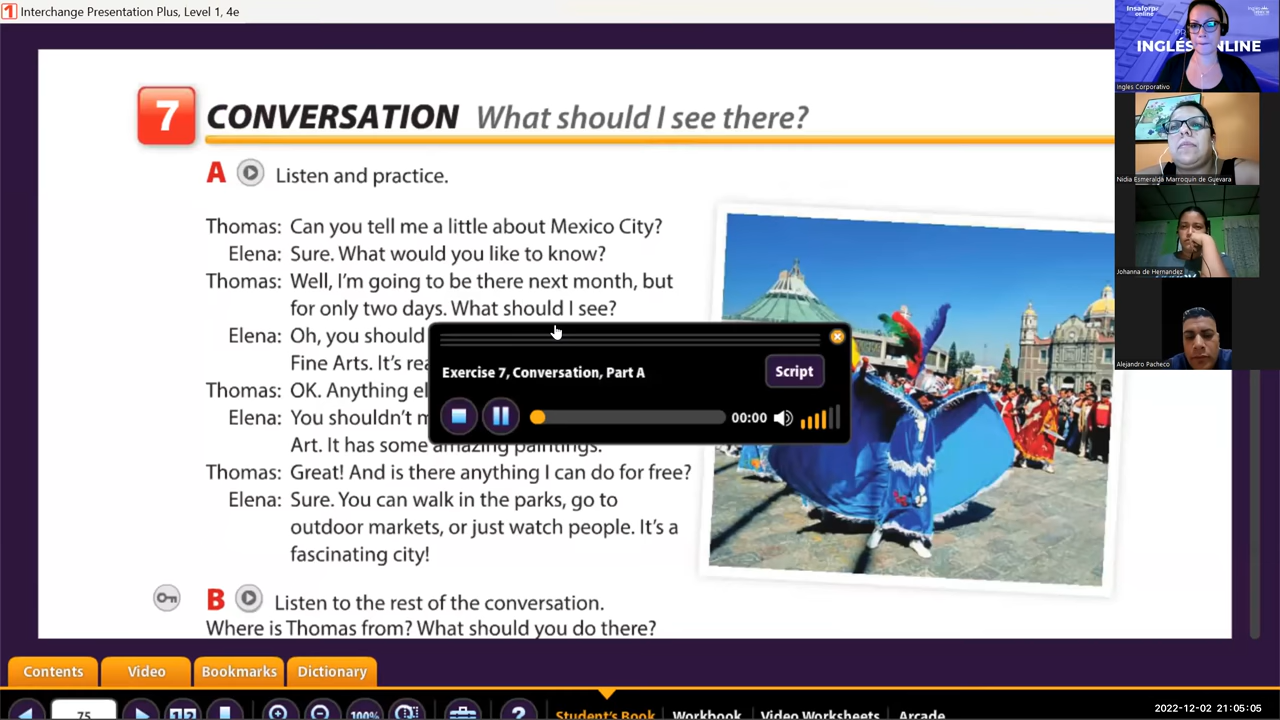 Interchange Presentation Plus, Level 1, 4e
7 CONVERSATION What should I see there?
A Listen and practice.
Thomas: Can you tell me a little about Mexico City?
Elena: Sure. What would you like to know?
Thomas: Well, I'm going to be there next month, but
for only two days. What should I see?
Elena: Oh, you should
Fine Arts. It's
Thomas: OK. Anything
Elena: You shouldn't
Art. It has some amazing paintings.
Thomas: Great! And is there anything I can do for free?
Elena: Sure. You can walk in the parks, go to
outdoor markets, or just watch people. It's a
fascinating city!
Exercise 7, Conversation, Part A
Script
00:00
B Listen to the rest of the conversation.
Where is Thomas from? What should you do there?
Contents Video Bookmarks Dictionary
75
100%
?
Student's Book Workbook Video Worksheets Arcade
Insaforp
online
INGLÉS ONLINE
Ingles Corporativo
Nidia Esmeralda Marroquin de Guevara
Johanna de Hernandez
Alejandro Pacheco
2022-12-02 21:05:05